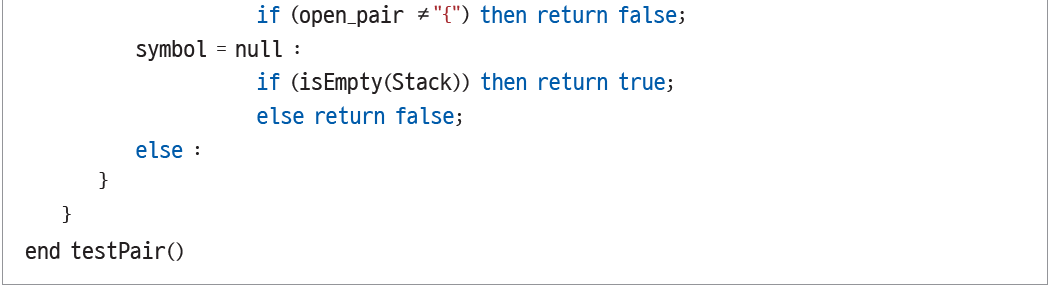 if (open_pair ≠"{") then return false;
symbol = null :
if (isEmpty(Stack)) then return true;
else return false;
else :
}
}
end testPair()